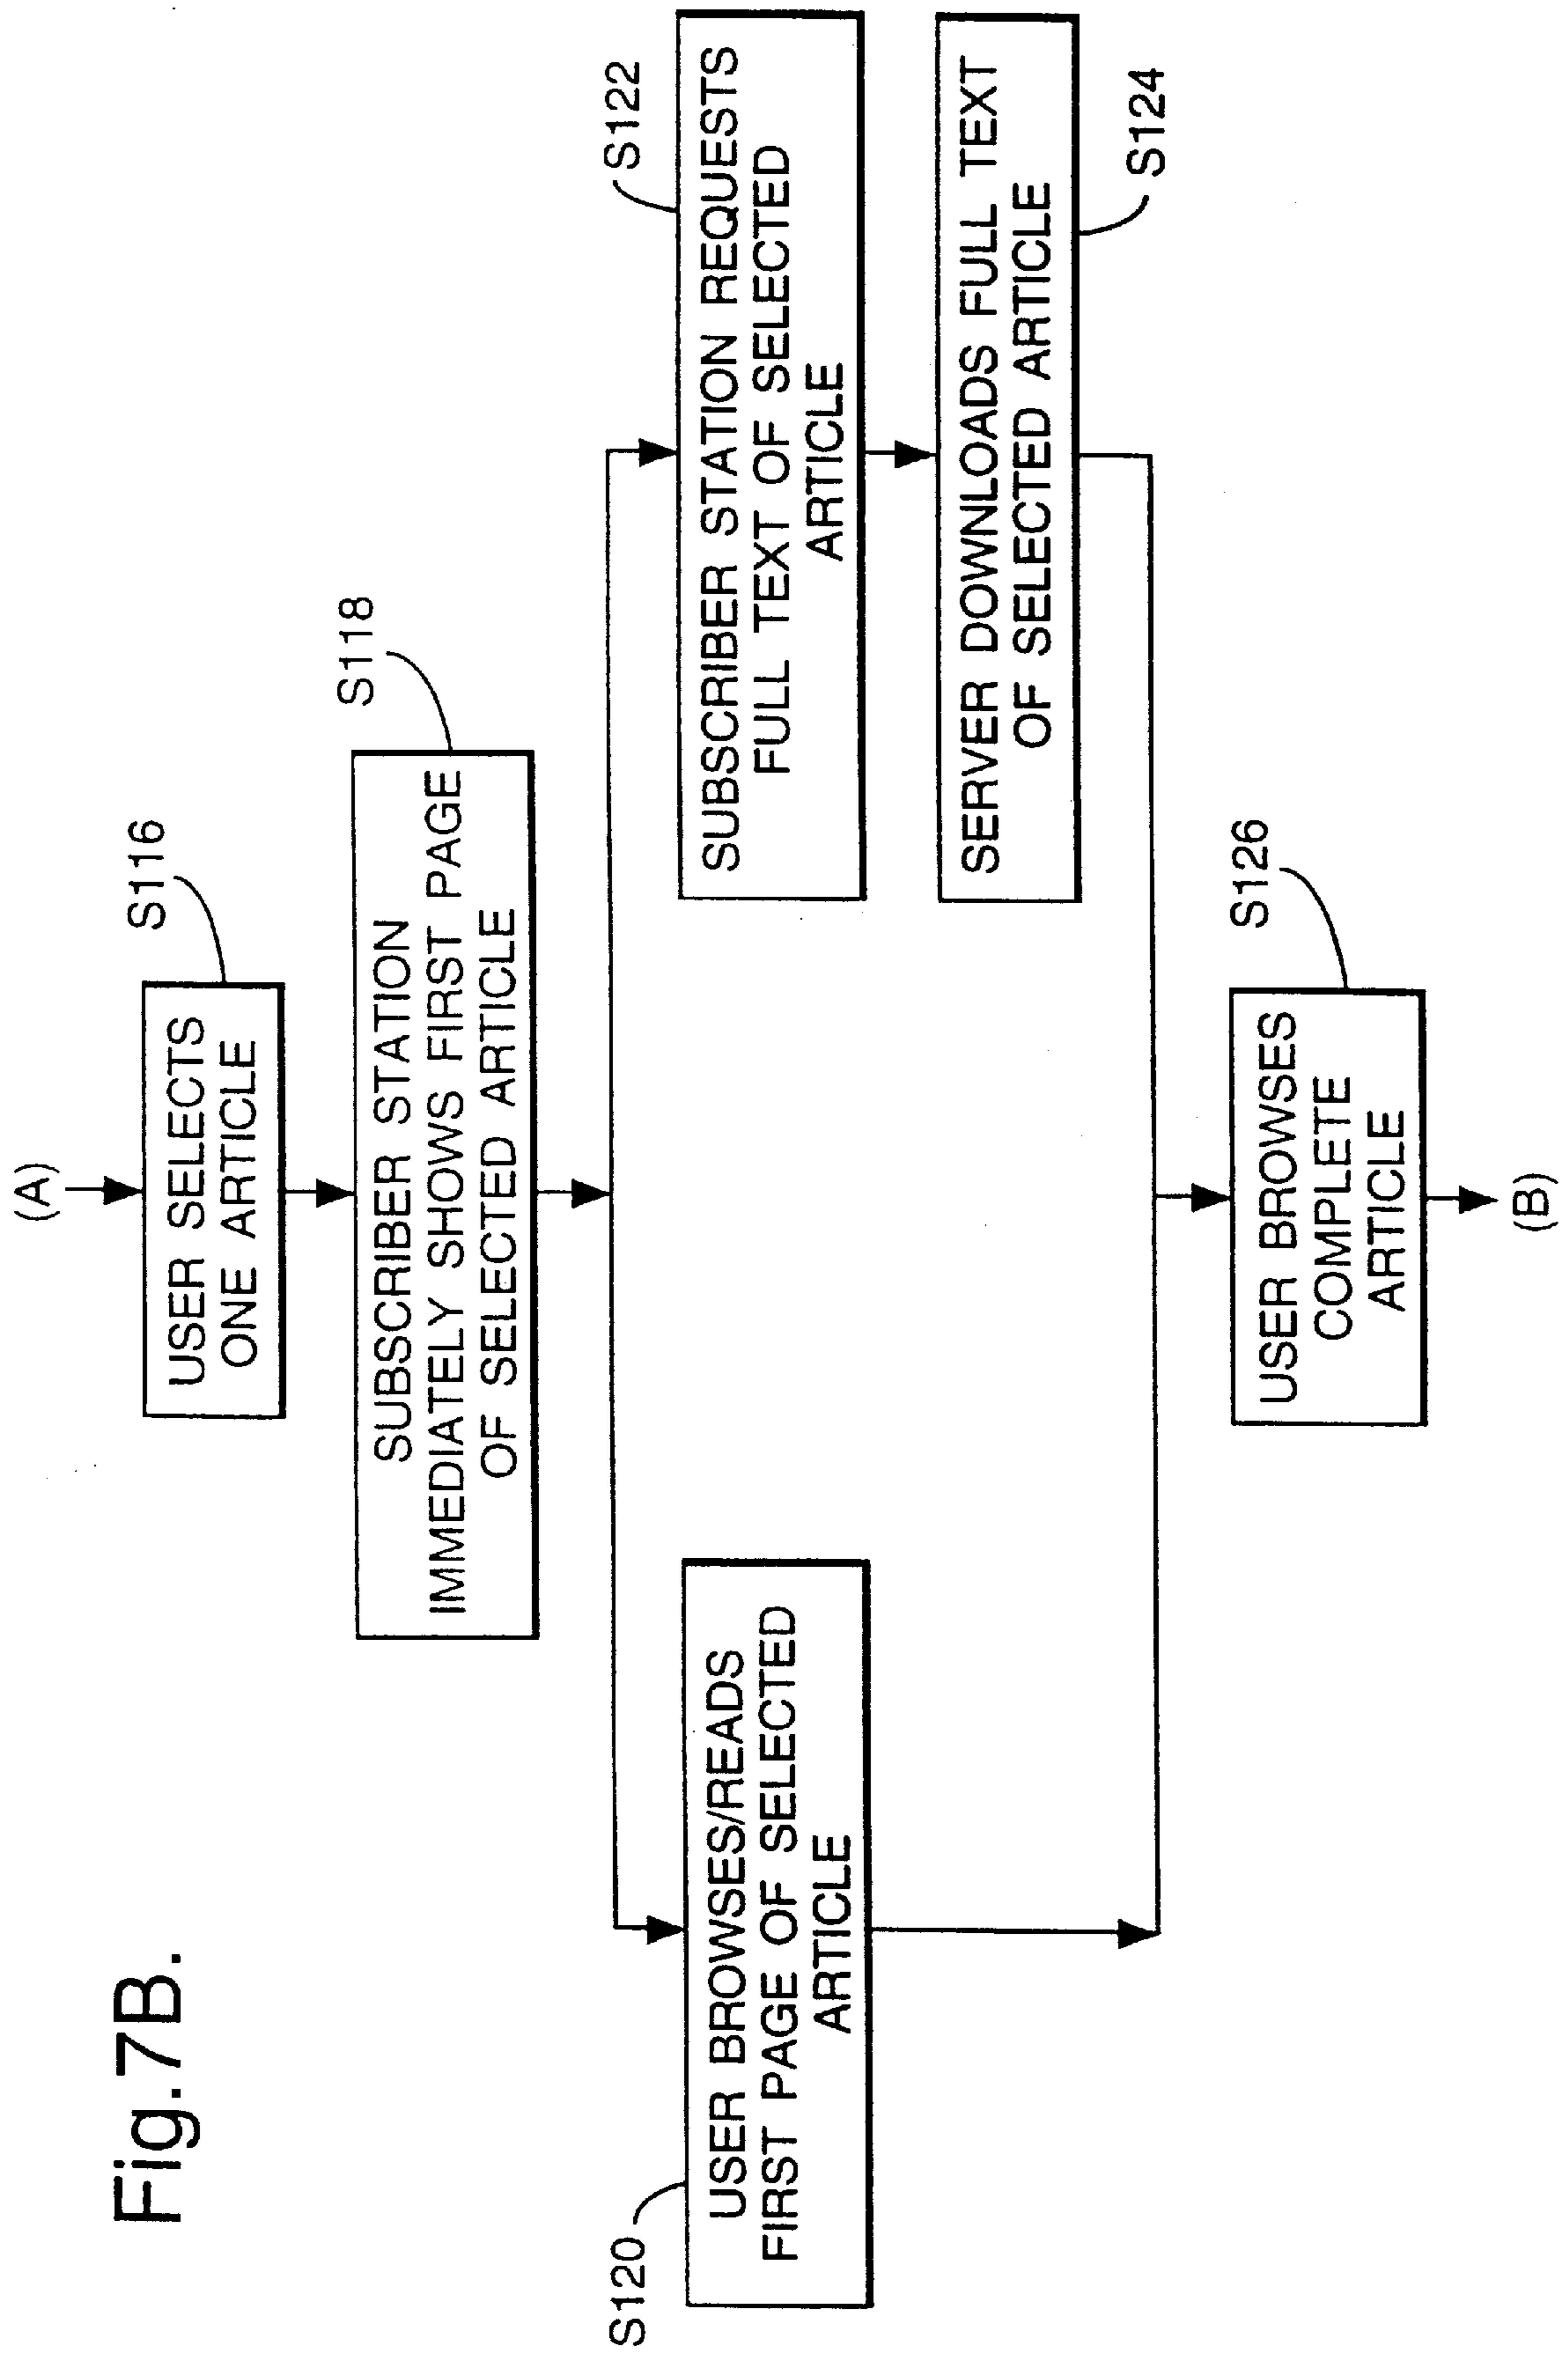 Fig.7B.
(A)
USER SELECTS
ONE ARTICLE
S116
SUBSCRIBER STATION
IMMEDIATELY SHOWS FIRST PAGE
OF SELECTED ARTICLE
S118
S120
USER BROWSES/READS
FIRST PAGE OF SELECTED
ARTICLE
SUBSCRIBER STATION REQUESTS
FULL TEXT OF SELECTED
ARTICLE
S122
SERVER DOWNLOADS FULL TEXT
OF SELECTED ARTICLE
S124
USER BROWSES
COMPLETE
ARTICLE
S126
(B)